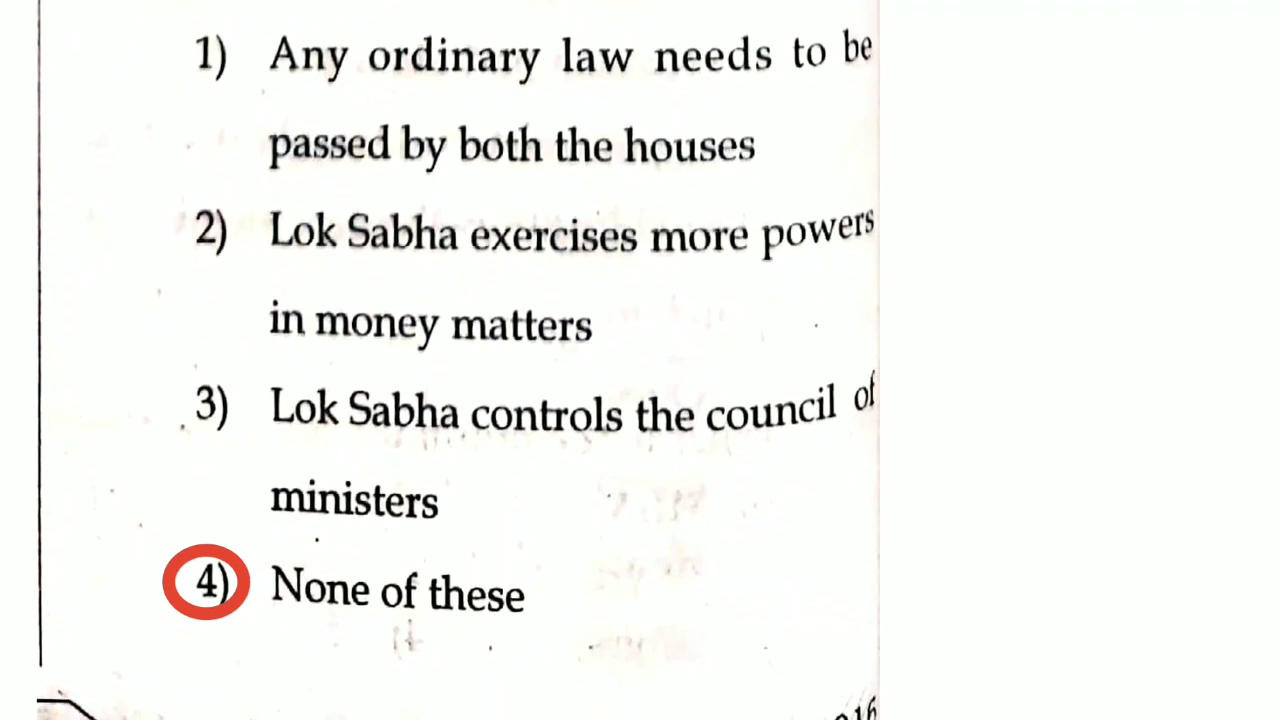 1) Any ordinary law needs to be
passed by both the houses
2) Lok Sabha exercises more powers
in money matters
3) Lok Sabha controls the council of
ministers
4) None of these